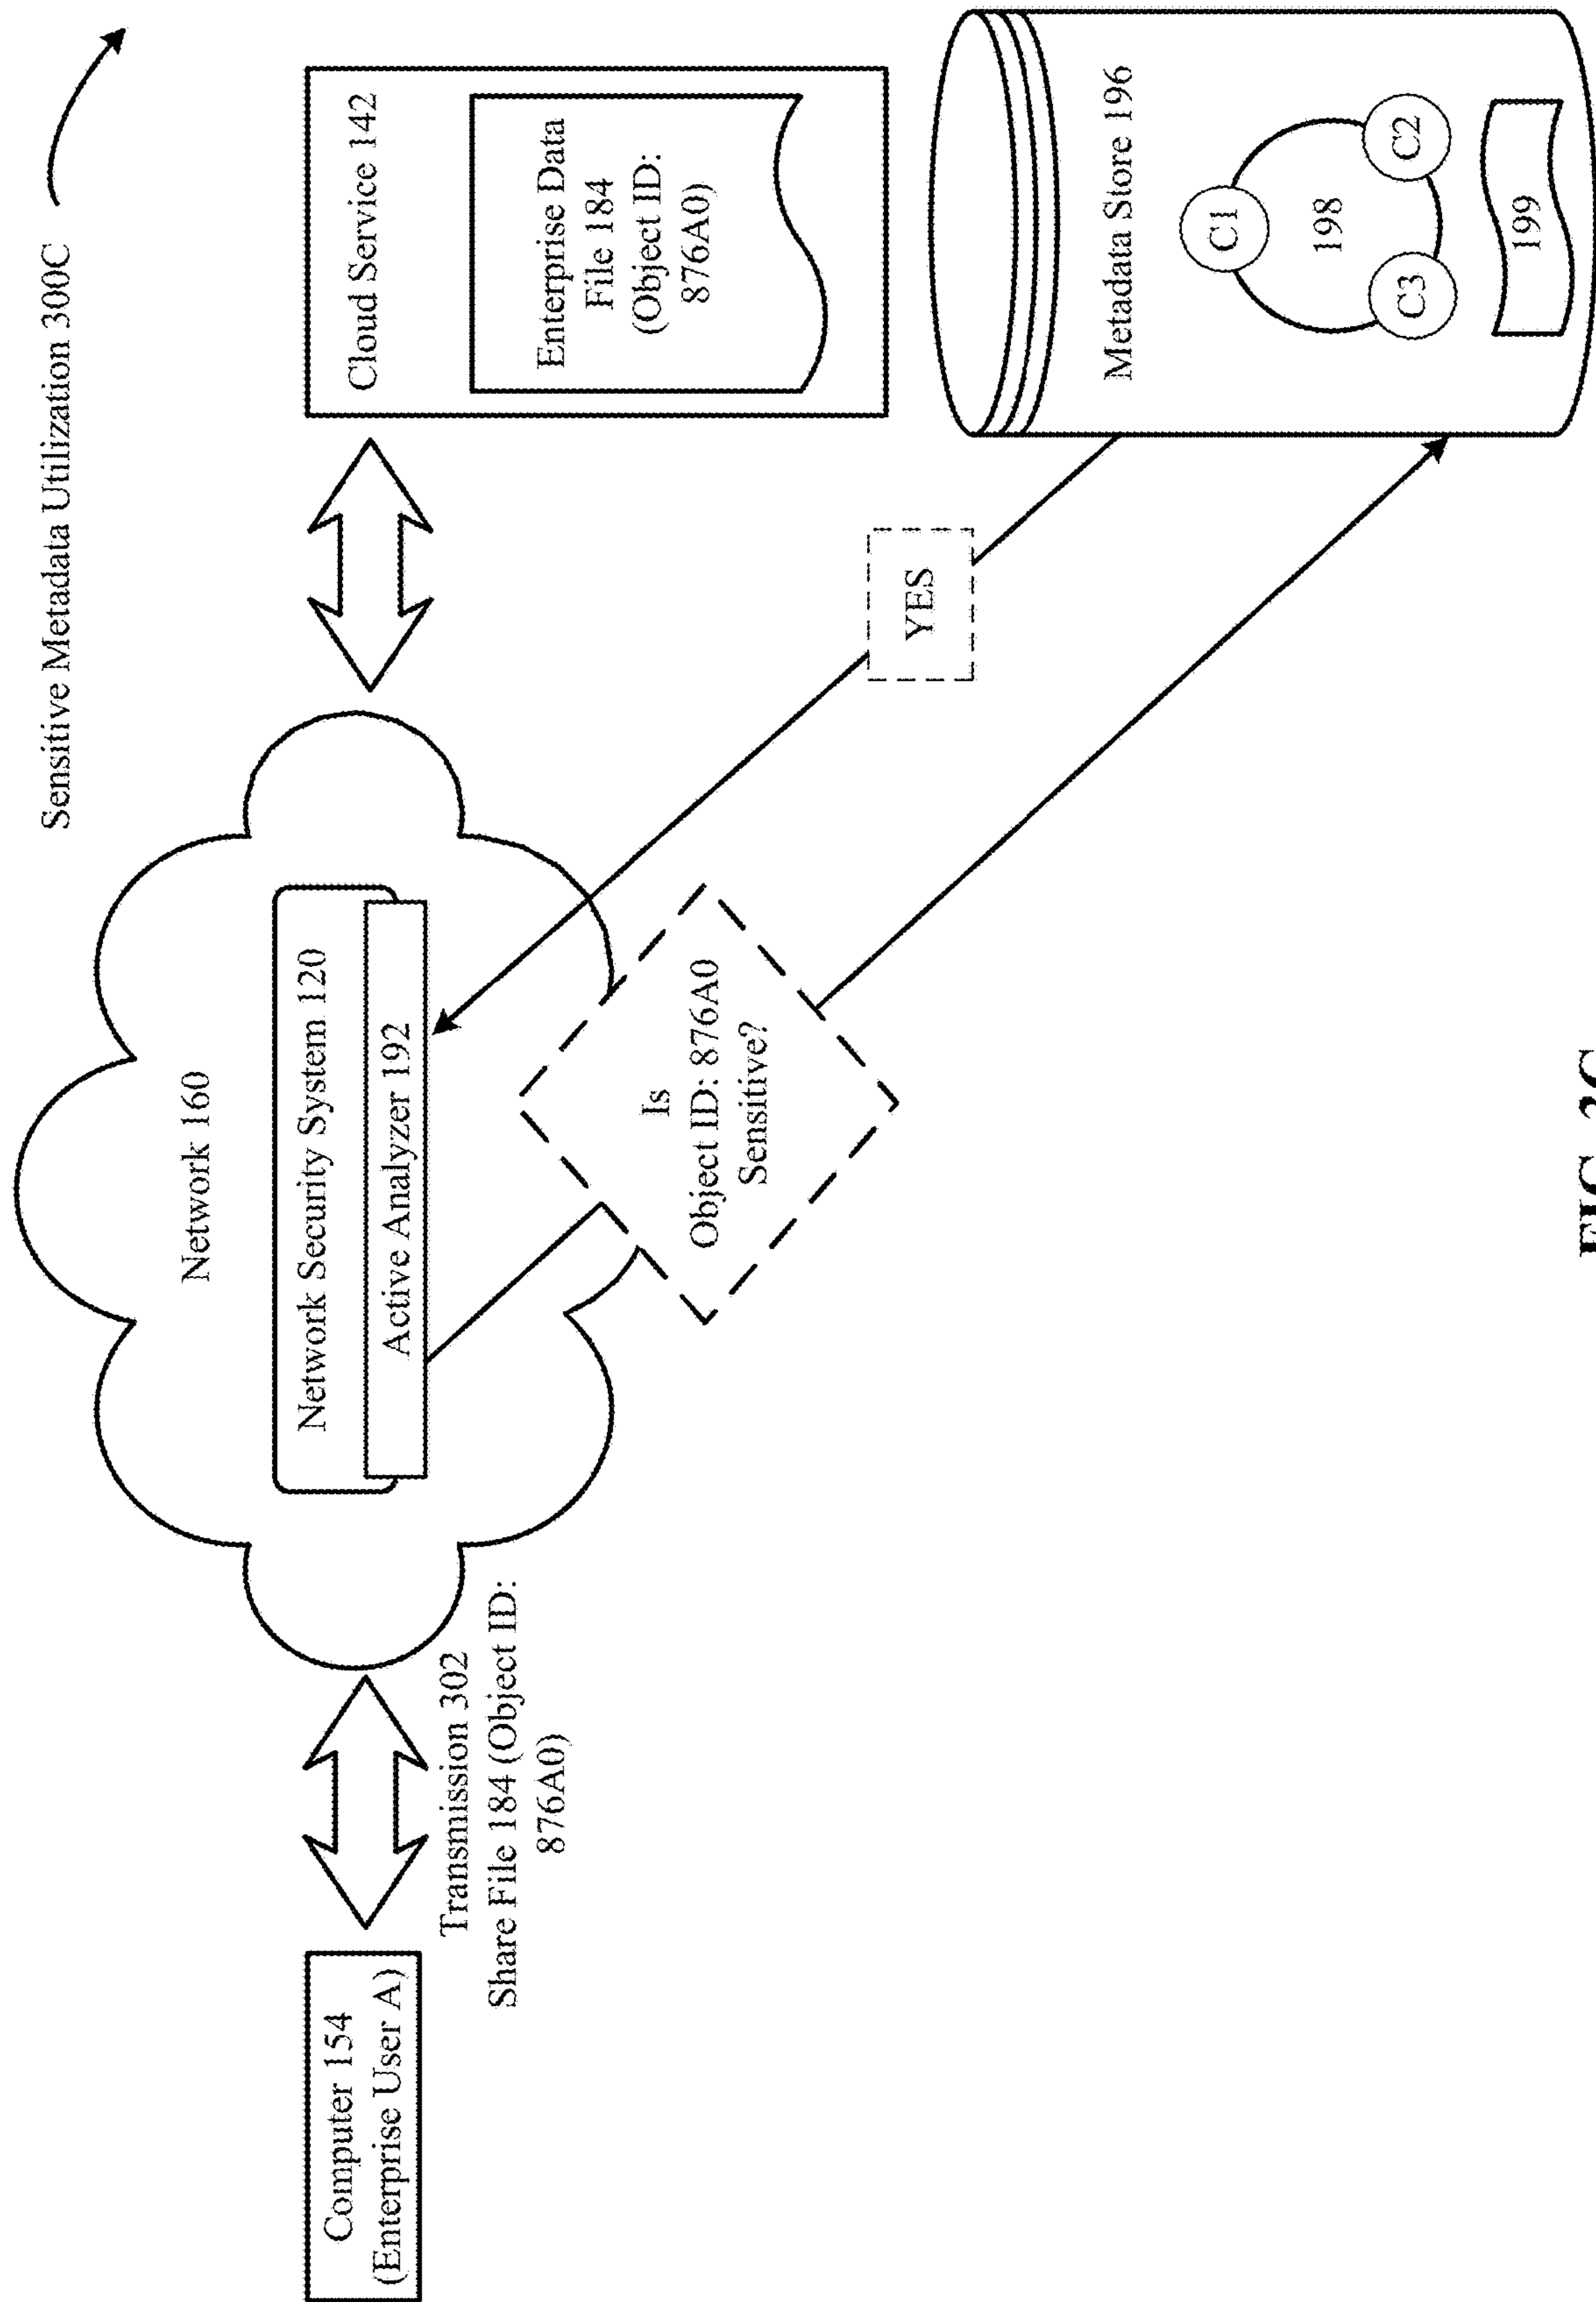 Sensitive Metadata Utilization 300C
Network 160
Network Security System 120
Active Analyzer 192
Computer 154
(Enterprise User A)
Transmission 302
Share File 184 (Object ID:
876A0)
Cloud Service 142
Enterprise Data
File 184
(Object ID:
876A0)
Is
Object ID: 876A0
Sensitive?
YES
Metadata Store 196
C1
198
C3
C2
199